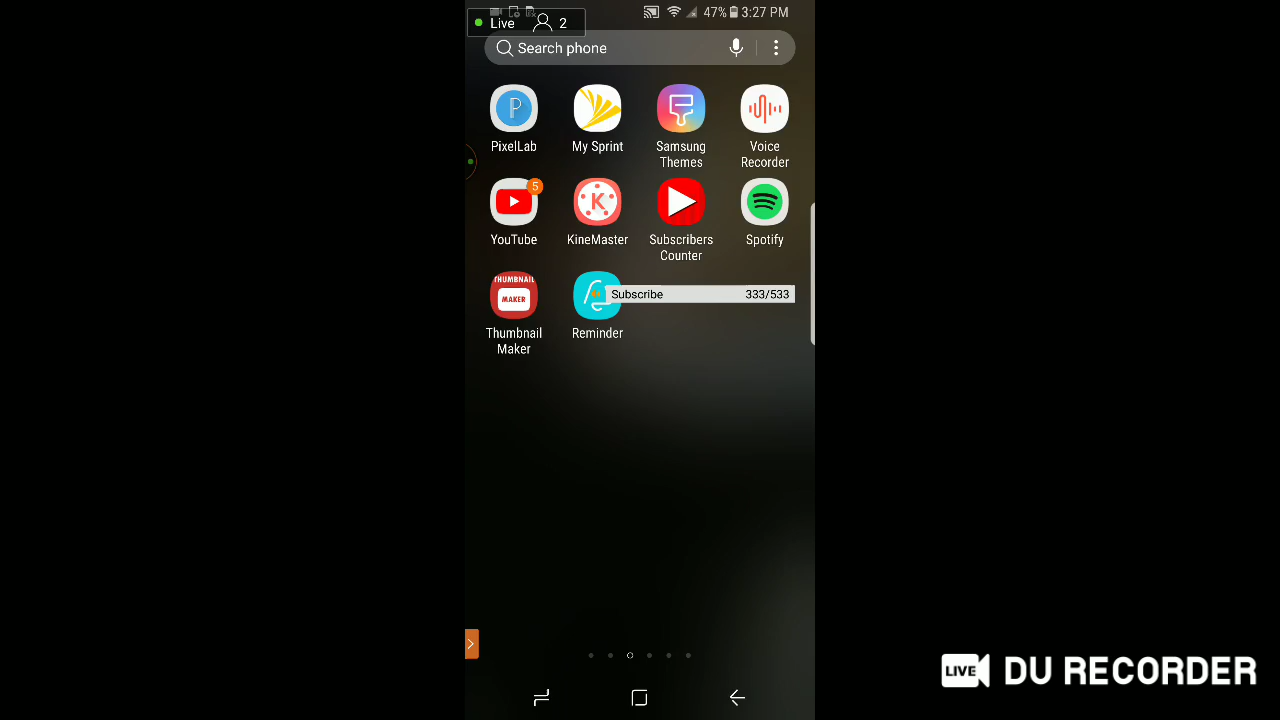 47% 3:27 PM
Live 2
Search phone
P
PixelLab
My Sprint
Samsung
Themes
Voice
Recorder
5
YouTube
K
KineMaster
Subscribers
Counter
Spotify
THUMBNAIL
MAKER
Thumbnail
Maker
Reminder
Subscribe 333/533
LIVE DU RECORDER